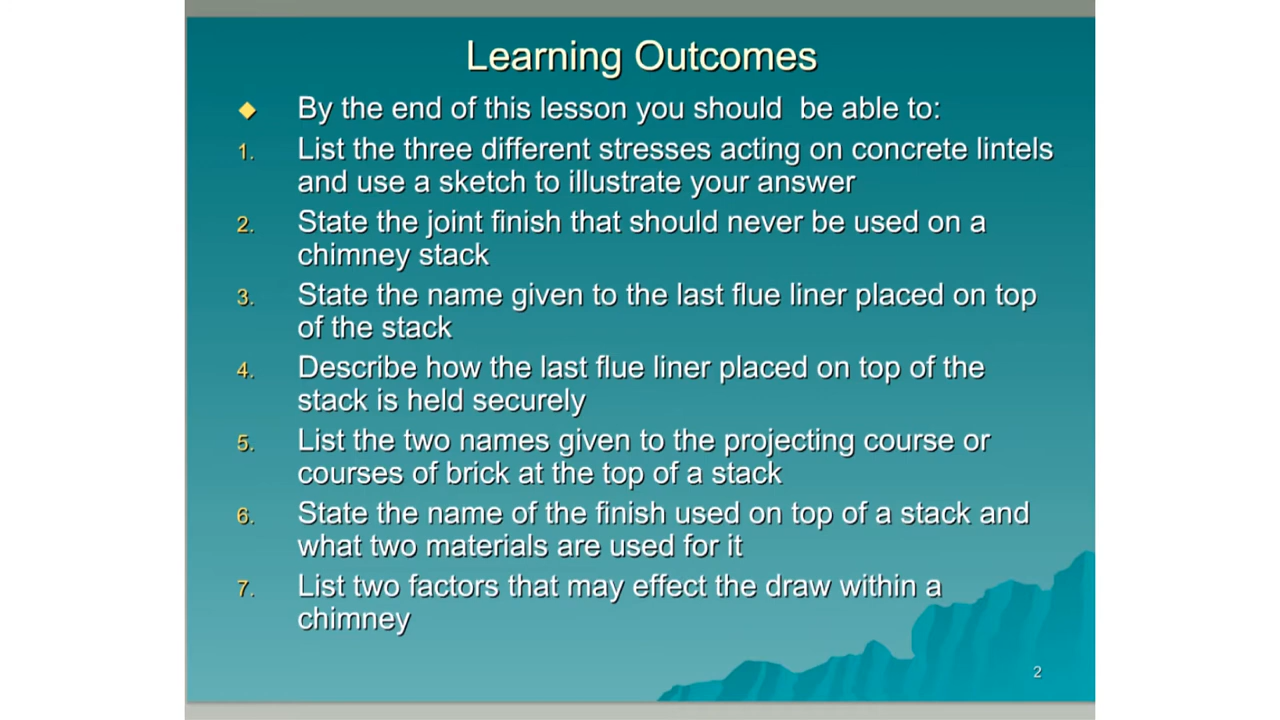 Learning Outcomes
By the end of this lesson you should  be able to:
1. List the three different stresses acting on concrete lintels
and use a sketch to illustrate your answer
2. State the joint finish that should never be used on a
chimney stack
3. State the name given to the last flue liner placed on top
of the stack
4. Describe how the last flue liner placed on top of the
stack is held securely
5. List the two names given to the projecting course or
courses of brick at the top of a stack
6. State the name of the finish used on top of a stack and
what two materials are used for it
7. List two factors that may effect the draw within a
chimney
2